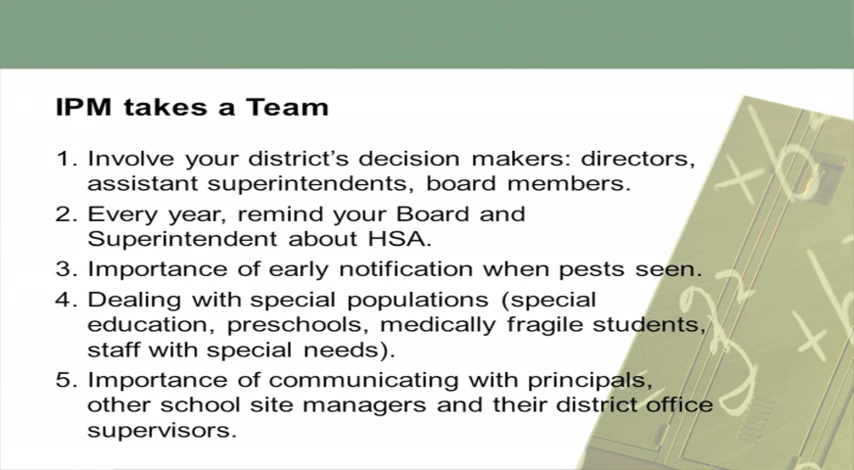 IPM takes a Team
1. Involve your district's decision makers: directors,
assistant superintendents, board members.
2. Every year, remind your Board and
Superintendent about HSA.
3. Importance of early notification when pests seen.
4. Dealing with special populations (special
education, preschools, medically fragile students,
staff with special needs).
5. Importance of communicating with principals,
other school site managers and their district office
supervisors.